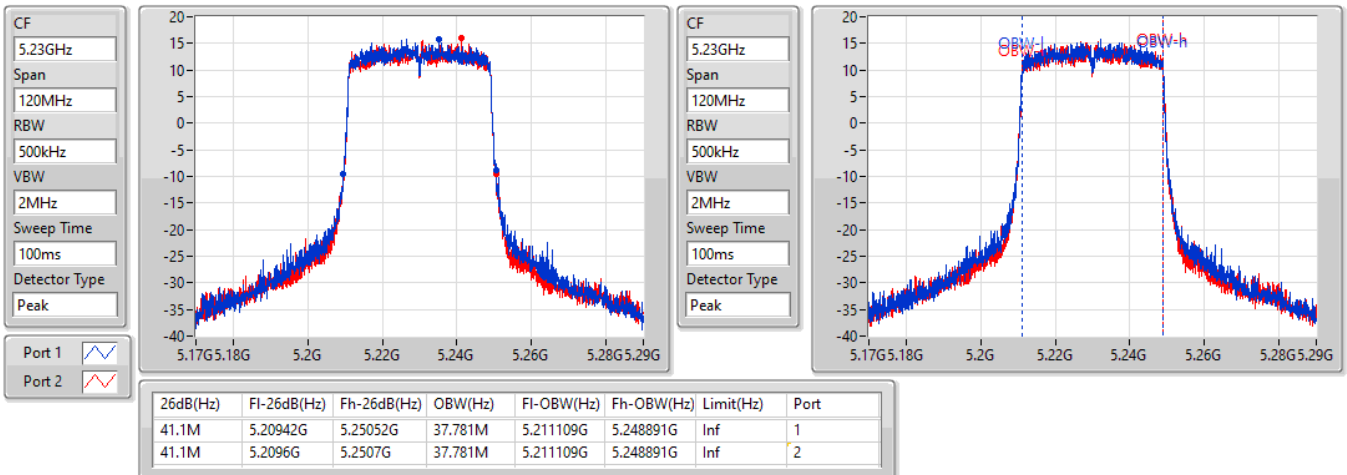 CF
5.23GHz
Span
120MHz
RBW
500kHz
VBW
2MHz
Sweep Time
100ms
Detector Type
Peak
Port 1
Port 2
20
15
10
5
0
-5
-10
-15
-20
-25
-30
-35
-40
5.17G 5.18G 5.2G 5.22G 5.24G 5.26G 5.28G 5.29G
CF
5.23GHz
Span
120MHz
RBW
500kHz
VBW
2MHz
Sweep Time
100ms
Detector Type
Peak
20
15
10
5
0
-5
-10
-15
-20
-25
-30
-35
-40
OBW-l OBW-h
5.17G 5.18G 5.2G 5.22G 5.24G 5.26G 5.28G 5.29G
26dB(Hz) Fl-26dB(Hz) Fh-26dB(Hz) OBW(Hz) Fl-OBW(Hz) Fh-OBW(Hz) Limit(Hz) Port
41.1M 5.20942G 5.25052G 37.781M 5.211109G 5.248891G Inf 1
41.1M 5.2096G 5.2507G 37.781M 5.211109G 5.248891G Inf 2